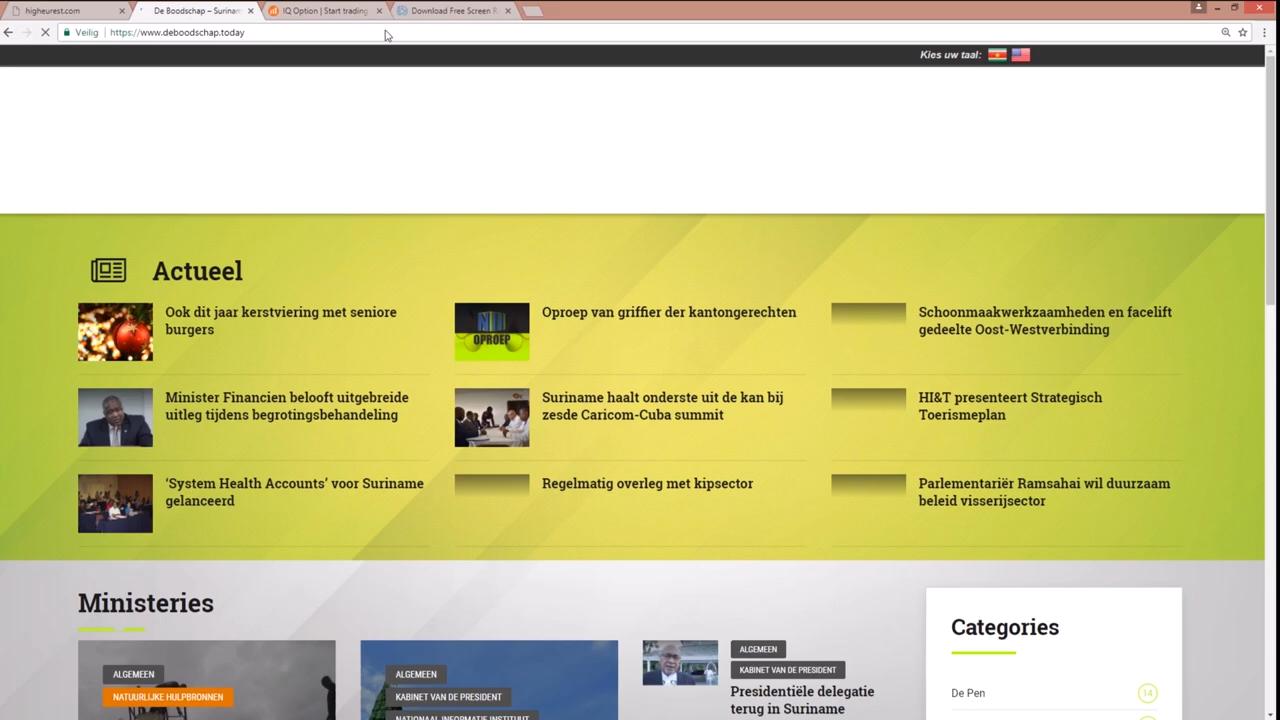 higheurest.com
De Boodschap – Surinam
IQ Option | Start trading
Download Free Screen R
Veilig
https://www.deboodschap.today
Kies uw taal:
Actueel
Ook dit jaar kerstviering met seniore
burgers
OPROEP
Oproep van griffier der kantongerechten
Schoonmaakwerkzaamheden en facelift
gedeelte Oost-Westverbinding
Minister Financien belooft uitgebreide
uitleg tijdens begrotingsbehandeling
Suriname haalt onderste uit de kan bij
zesde Caricom-Cuba summit
HI&T presenteert Strategisch
Toerismeplan
‘System Health Accounts’ voor Suriname
gelanceerd
Regelmatig overleg met kipsector
Parlementariër Ramsahai wil duurzaam
beleid visserijsector
Ministeries
ALGEMEEN
NATUURLIJKE HULPBRONNEN
ALGEMEEN
KABINET VAN DE PRESIDENT
NATIONAAL INFORMATIE INSTITUUT
ALGEMEEN
KABINET VAN DE PRESIDENT
Presidentiële delegatie
terug in Suriname
Categories
De Pen
14